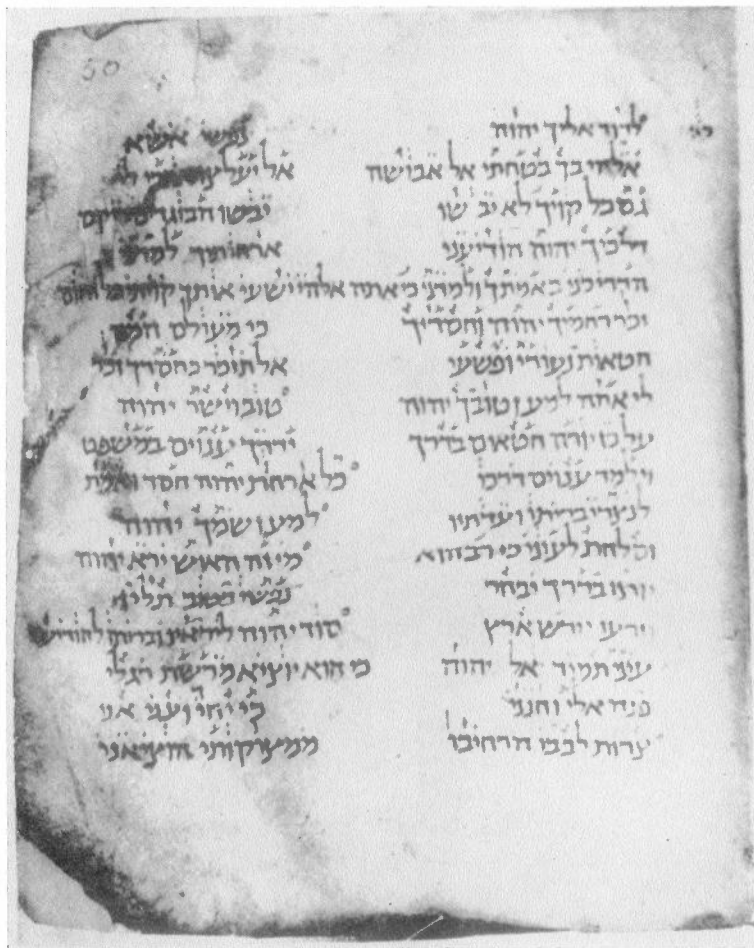 50
כה
לדוד אליך יהוה נפשי אשא
אלהי בך בטחתי אל אבושה אל יעלצו לי
גם כל קויך לא יבשו יבשו הבוגדים ריקם
דרכיך יהוה הודיעני ארחותיך למדני
הדריכני באמתך ולמדני כי אתה אלהי ישעי אותך קויתי כל היום
זכר רחמיך יהוה וחסדיך כי מעולם המה
חטאות נעורי ופשעי אל תזכר כחסדך זכר
לי אתה למען טובך יהוה טוב וישר יהוה
על כן יורה חטאים בדרך ידרך ענוים במשפט
וילמד ענוים דרכו כל ארחת יהוה חסד ואמת
לנצרי בריתו ועדתיו למען שמך יהוה
וסלחת לעוני כי רב הוא מי זה האיש ירא יהוה
יורנו בדרך יבחר נפשו בטוב תלין
וזרעו יירש ארץ סוד יהוה ליראיו ובריתו להודיעם
עיני תמיד אל יהוה כי הוא יוציא מרשת רגלי
פנה אלי וחנני כי יחיד ועני אני
צרות לבבי הרחיבו ממצוקותי הוציאני